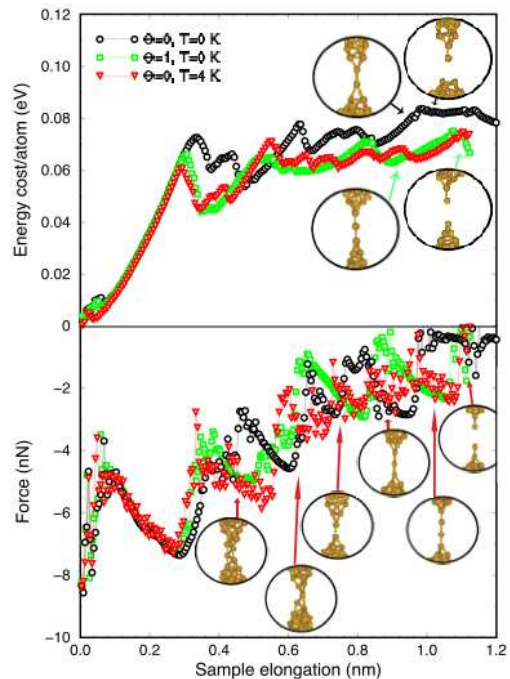 0.12
0.10
0.08
0.06
0.04
0.02
0
Energy cost/atom (eV)
Θ=0, T=0 K
Θ=1, T=0 K
Θ=0, T=4 K
−2
−4
−6
−8
−10
Force (nN)
0.0 0.2 0.4 0.6 0.8 1.0 1.2
Sample elongation (nm)